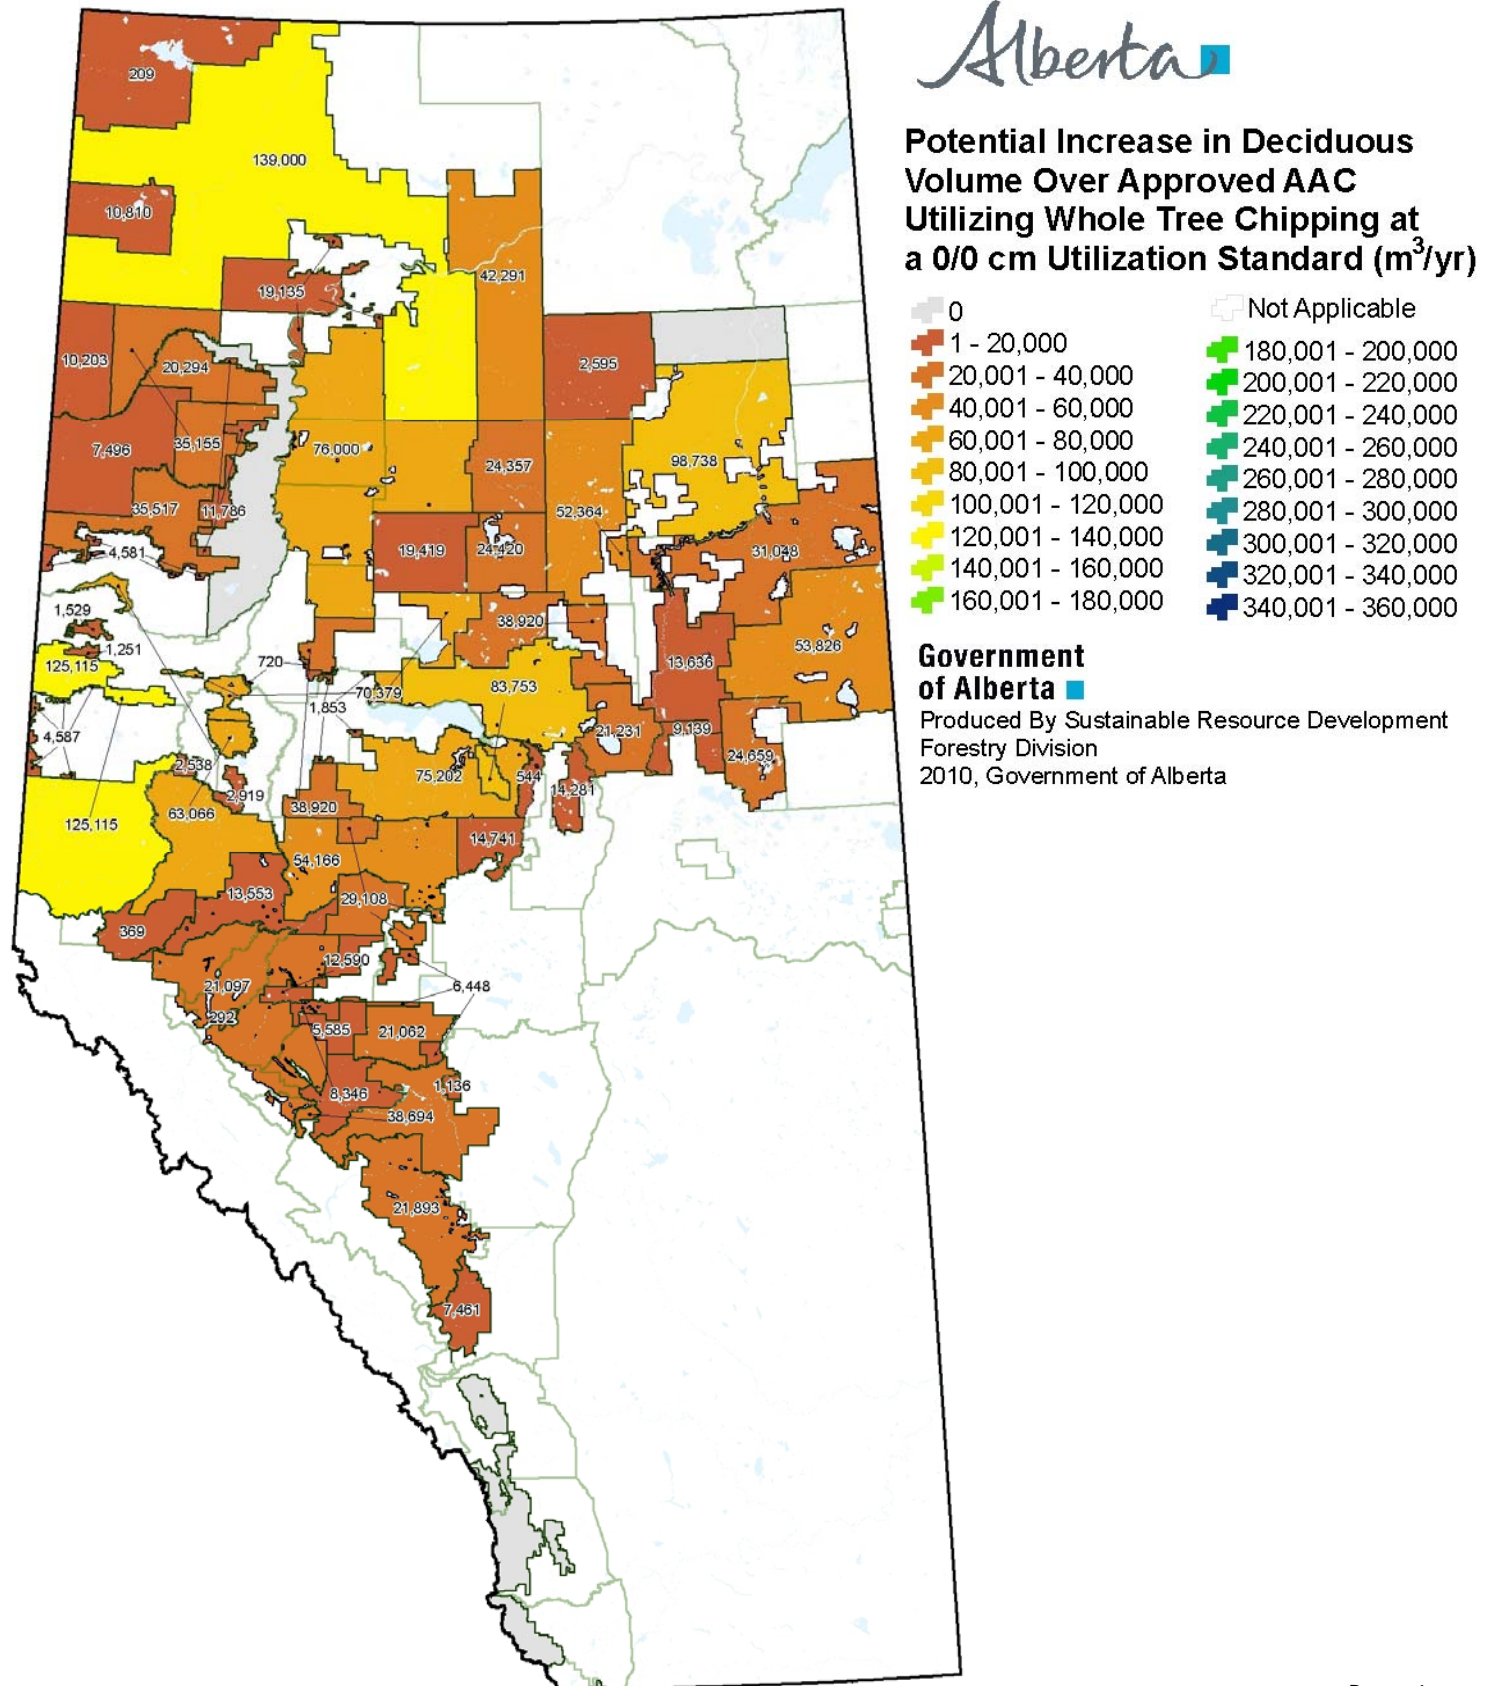 Alberta
Potential Increase in Deciduous
Volume Over Approved AAC
Utilizing Whole Tree Chipping at
a 0/0 cm Utilization Standard (m³/yr)
0
1 - 20,000
20,001 - 40,000
40,001 - 60,000
60,001 - 80,000
80,001 - 100,000
100,001 - 120,000
120,001 - 140,000
140,001 - 160,000
160,001 - 180,000
Not Applicable
180,001 - 200,000
200,001 - 220,000
220,001 - 240,000
240,001 - 260,000
260,001 - 280,000
280,001 - 300,000
300,001 - 320,000
320,001 - 340,000
340,001 - 360,000
Government
of Alberta
Produced By Sustainable Resource Development
Forestry Division
2010, Government of Alberta
209
139,000
10,810
42,291
19,135
10,203
20,294
2,595
7,496
35,155
76,000
24,357
98,738
35,517
11,786
52,364
4,581
19,419
24,420
31,048
1,529
38,920
1,251
125,115
720
13,636
53,826
70,379
83,753
1,853
4,587
21,231
9,139
24,659
2,538
75,202
544
14,281
2,919
38,920
63,066
125,115
14,741
54,166
13,553
29,108
369
12,590
21,097
6,448
292
5,585
21,062
8,346
1,136
38,694
21,893
7,461